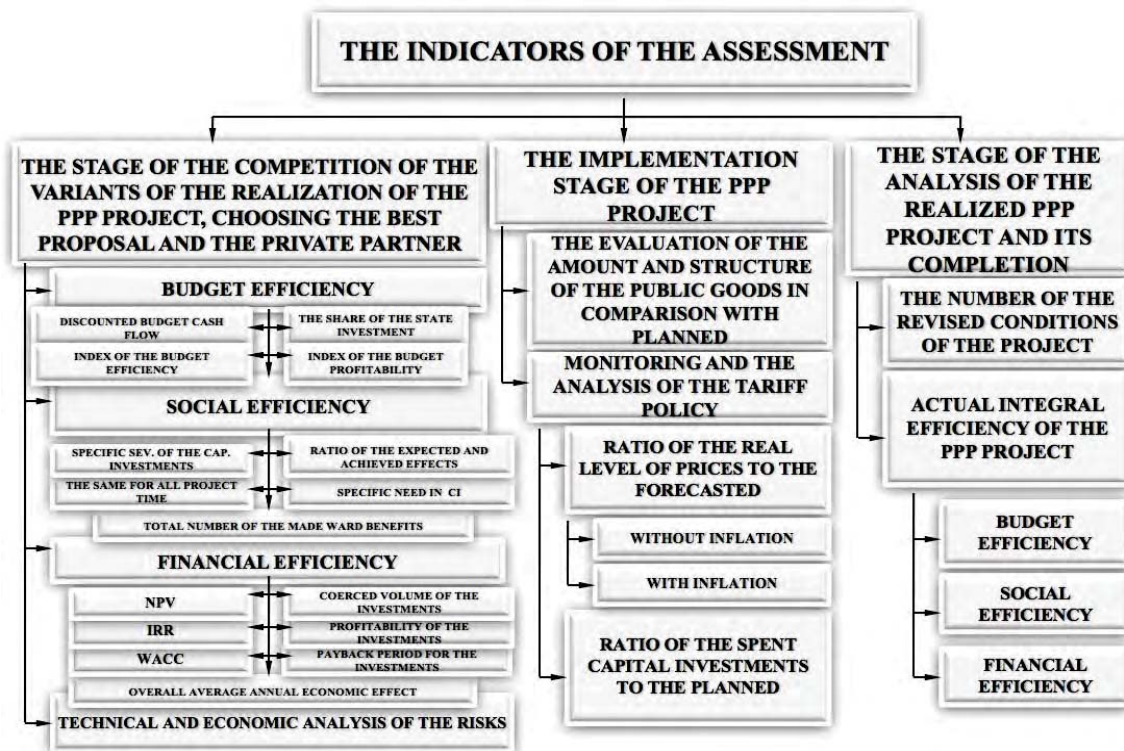 THE INDICATORS OF THE ASSESSMENT
THE STAGE OF THE COMPETITION OF THE
VARIANTS OF THE REALIZATION OF THE
PPP PROJECT, CHOOSING THE BEST
PROPOSAL AND THE PRIVATE PARTNER
BUDGET EFFICIENCY
DISCOUNTED BUDGET CASH
FLOW
THE SHARE OF THE STATE
INVESTMENT
INDEX OF THE BUDGET
EFFICIENCY
INDEX OF THE BUDGET
PROFITABILITY
SOCIAL EFFICIENCY
SPECIFIC SEV. OF THE CAP.
INVESTMENTS
RATIO OF THE EXPECTED AND
ACHIEVED EFFECTS
THE SAME FOR ALL PROJECT
TIME
SPECIFIC NEED IN CI
TOTAL NUMBER OF THE MADE WARD BENEFITS
FINANCIAL EFFICIENCY
NPV
COERCED VOLUME OF THE
INVESTMENTS
IRR
PROFITABILITY OF THE
INVESTMENTS
WACC
PAYBACK PERIOD FOR THE
INVESTMENTS
OVERALL AVERAGE ANNUAL ECONOMIC EFFECT
TECHNICAL AND ECONOMIC ANALYSIS OF THE RISKS
THE IMPLEMENTATION
STAGE OF THE PPP
PROJECT
THE EVALUATION OF THE
AMOUNT AND STRUCTURE
OF THE PUBLIC GOODS IN
COMPARISON WITH
PLANNED
MONITORING AND THE
ANALYSIS OF THE TARIFF
POLICY
RATIO OF THE REAL
LEVEL OF PRICES TO THE
FORECASTED
WITHOUT INFLATION
WITH INFLATION
RATIO OF THE SPENT
CAPITAL INVESTMENTS
TO THE PLANNED
THE STAGE OF THE
ANALYSIS OF THE
REALIZED PPP
PROJECT AND ITS
COMPLETION
THE NUMBER OF THE
REVISED CONDITIONS
OF THE PROJECT
ACTUAL INTEGRAL
EFFICIENCY OF THE
PPP PROJECT
BUDGET
EFFICIENCY
SOCIAL
EFFICIENCY
FINANCIAL
EFFICIENCY